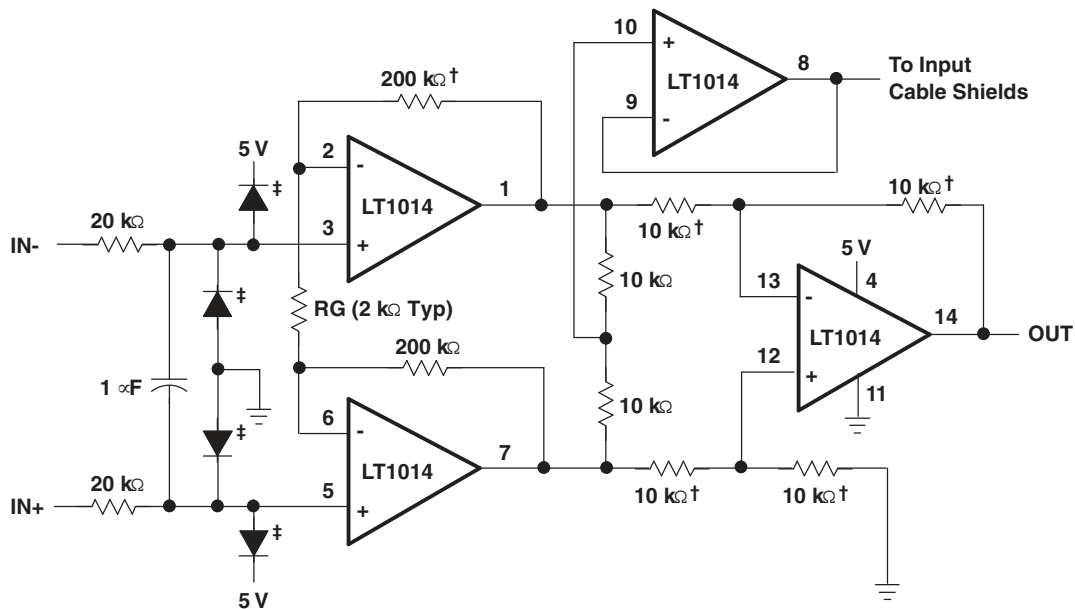 10
+
LT1014
9
-
8
To Input
Cable Shields
200 kΩ†
5 V
‡
2
-
LT1014
3
+
1
20 kΩ
IN-
10 kΩ†
10 kΩ†
5 V
4
13
-
LT1014
14
OUT
12
+
11
‡
10 kΩ
RG (2 kΩ Typ)
200 kΩ
1 ∝F
‡
10 kΩ
6
-
LT1014
7
5
+
20 kΩ
IN+
10 kΩ†
10 kΩ†
‡
5 V